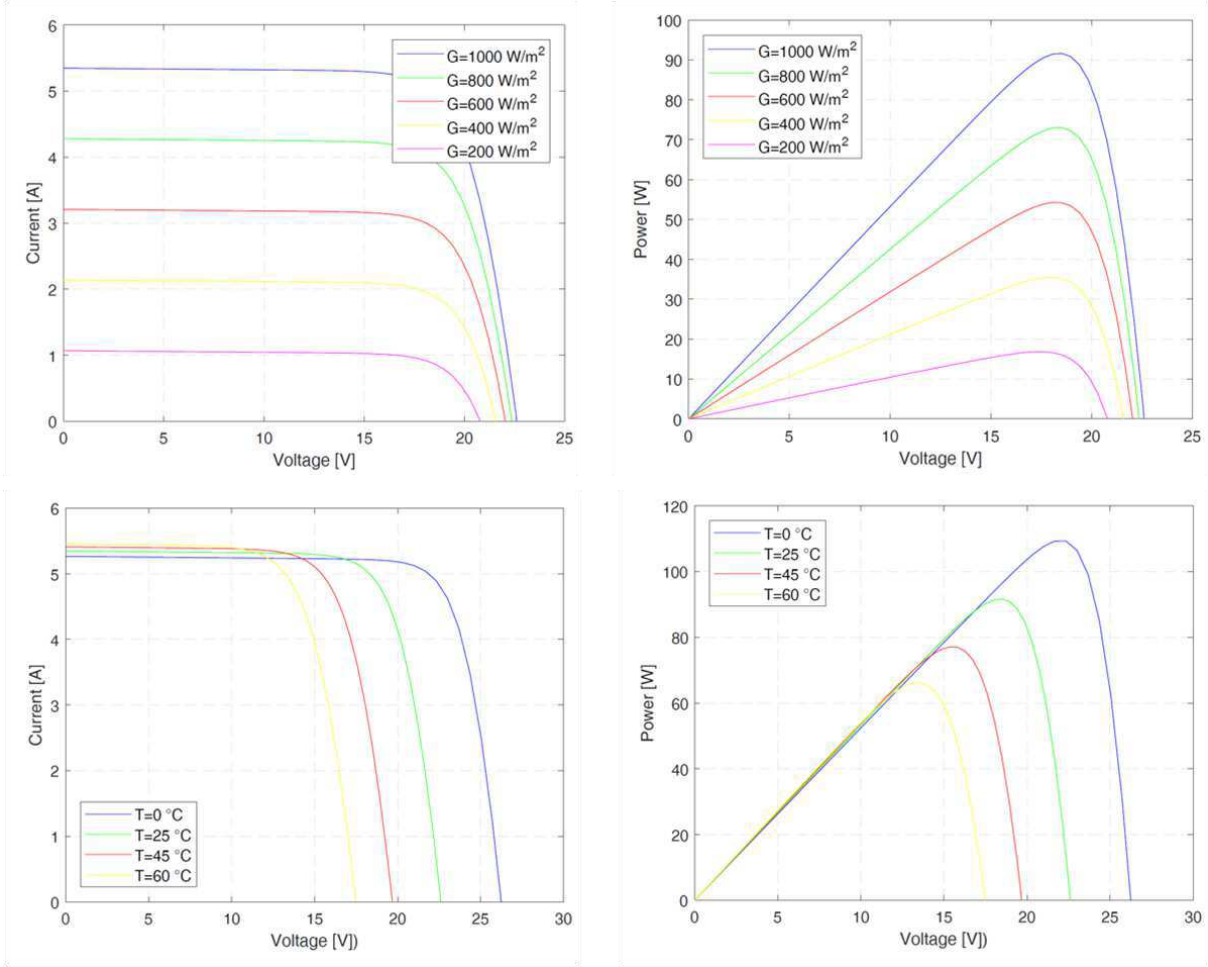 6
5
4
3
2
1
0
Current [A]
G=1000 W/m²
G=800 W/m²
G=600 W/m²
G=400 W/m²
G=200 W/m²
0 5 10 15 20 25
Voltage [V]
100
90
80
70
60
50
40
30
20
10
0
Power [W]
G=1000 W/m²
G=800 W/m²
G=600 W/m²
G=400 W/m²
G=200 W/m²
0 5 10 15 20 25
Voltage [V]
6
5
4
3
2
1
0
Current [A]
T=0 °C
T=25 °C
T=45 °C
T=60 °C
0 5 10 15 20 25 30
Voltage [V])
120
100
80
60
40
20
0
Power [W]
T=0 °C
T=25 °C
T=45 °C
T=60 °C
0 5 10 15 20 25 30
Voltage [V])